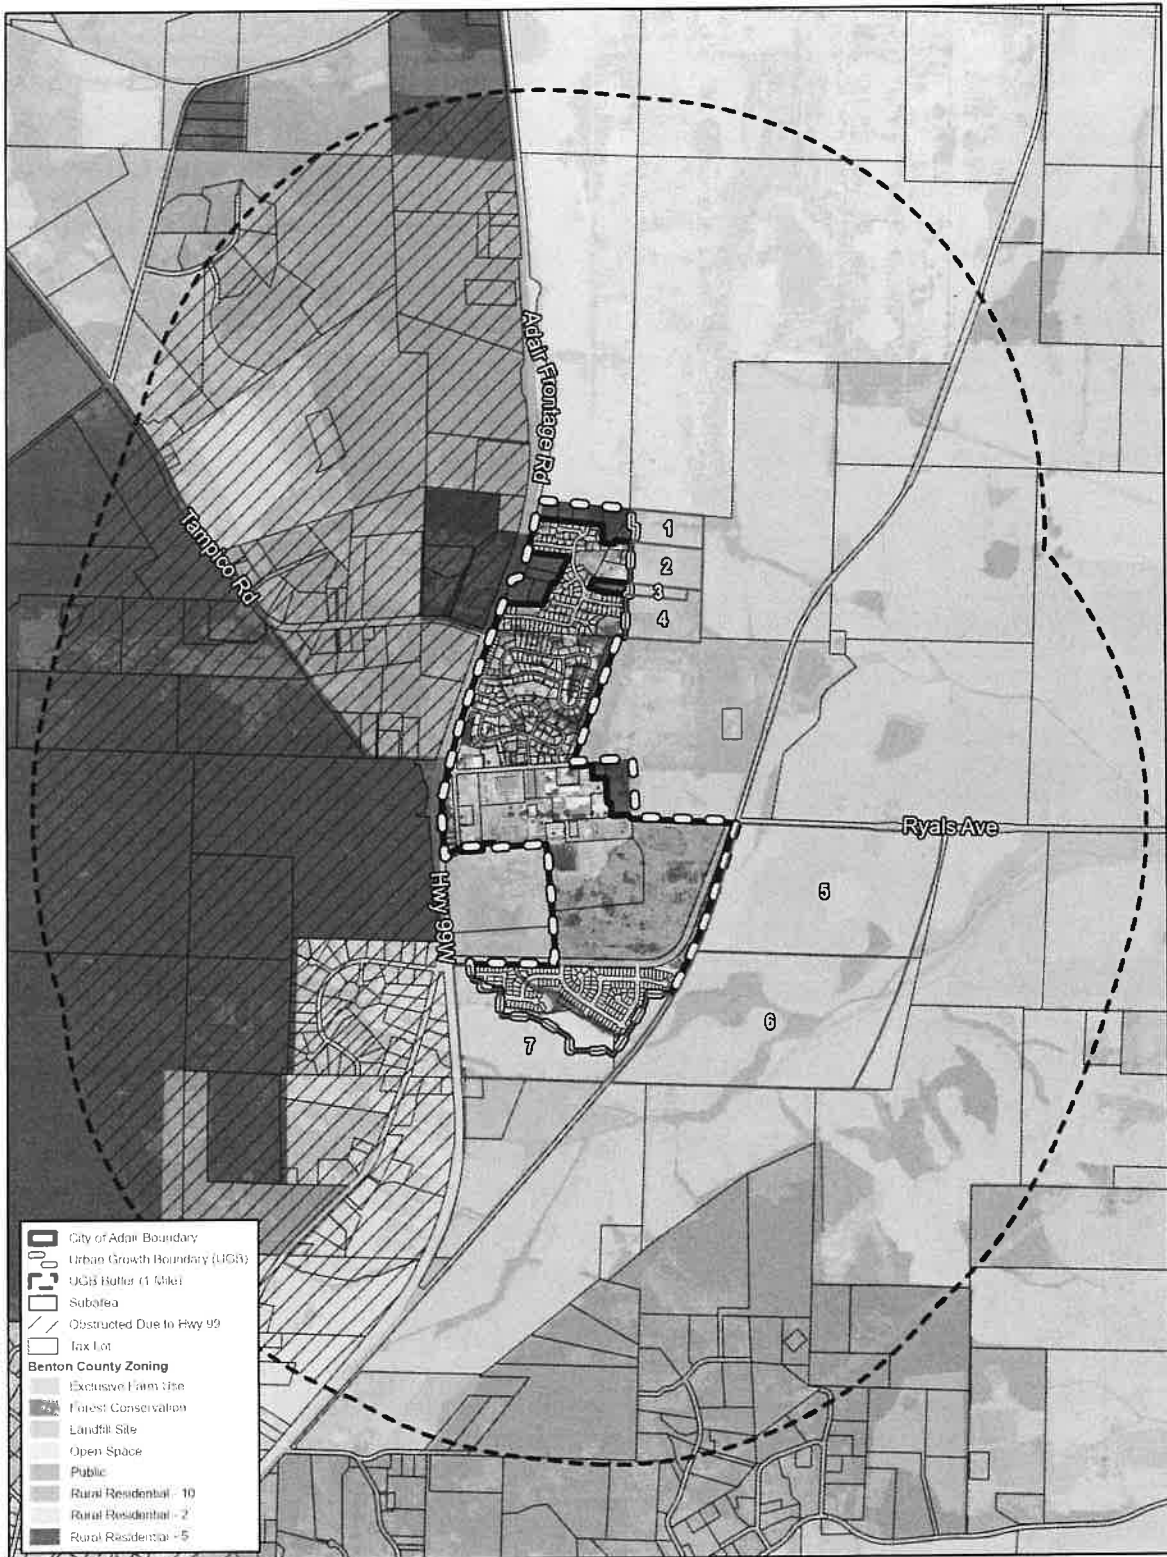 Adair Frontage Rd
Tampico Rd
1
2
3
4
Ryals Ave
5
Hwy 99W
6
7
City of Adair Boundary
Urban Growth Boundary (UGB)
UGB Buffer (1 Mile)
Subarea
Obstructed Due to Hwy 99
Tax Lot
Benton County Zoning
Exclusive Farm Use
Forest Conservation
Landfill Site
Open Space
Public
Rural Residential - 10
Rural Residential - 2
Rural Residential - 5